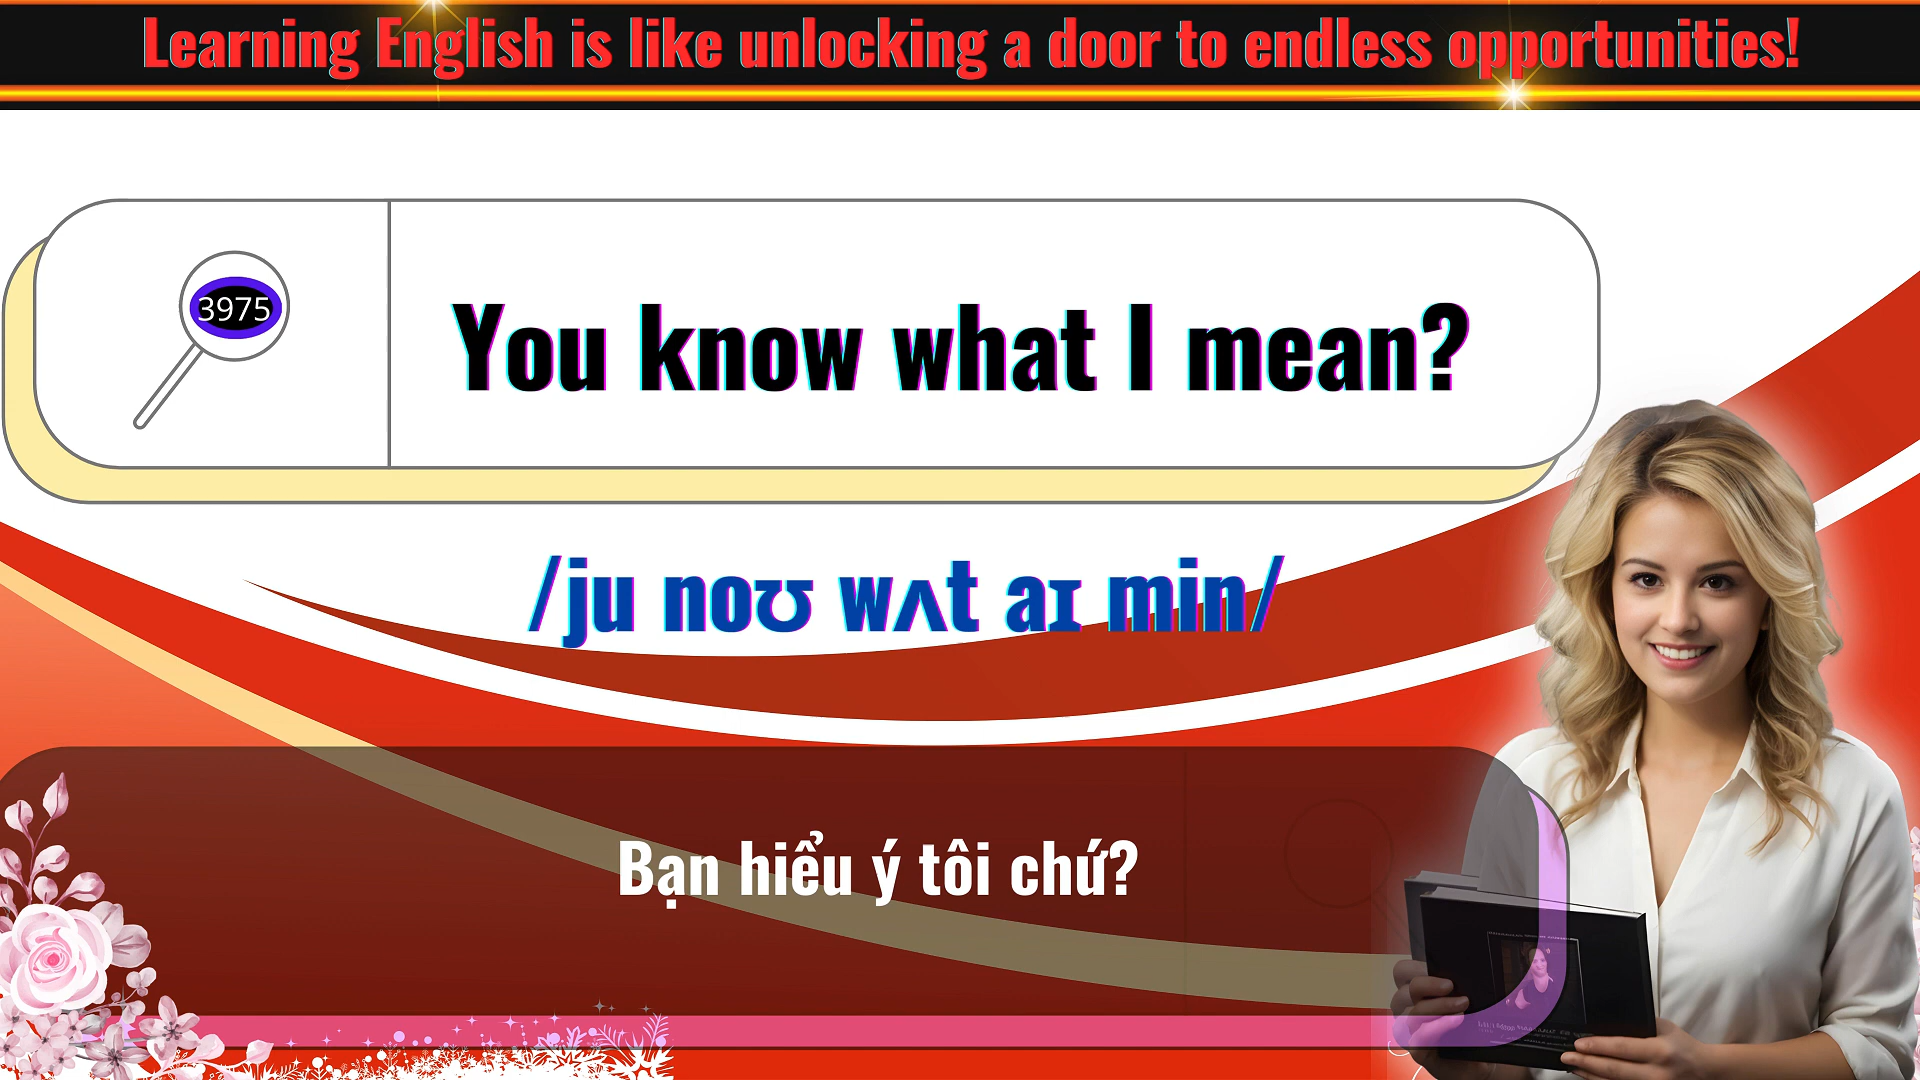 Learning English is like unlocking a door to endless opportunities!
3975
You know what I mean?
/ju noʊ wʌt aɪ min/
Bạn hiểu ý tôi chứ?